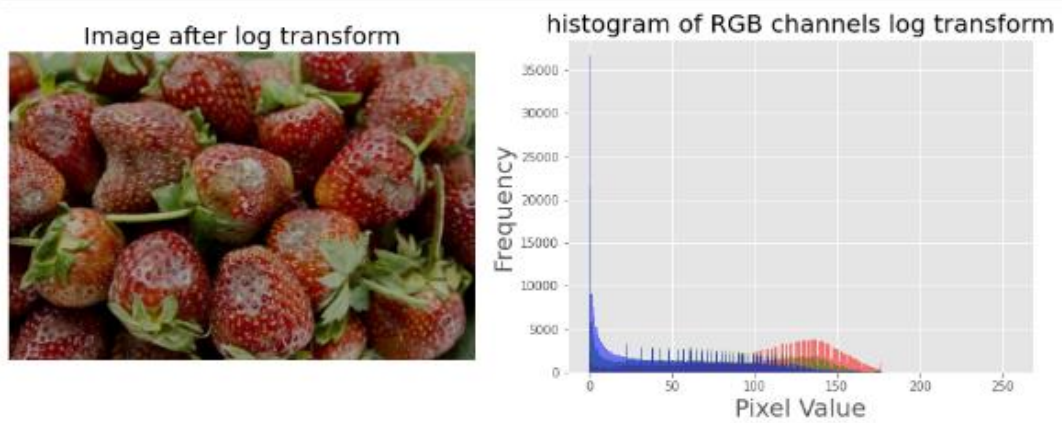 Image after log transform
histogram of RGB channels log transform
Frequency
35000
30000
25000
20000
15000
10000
5000
0
0 50 100 150 200 250
Pixel Value